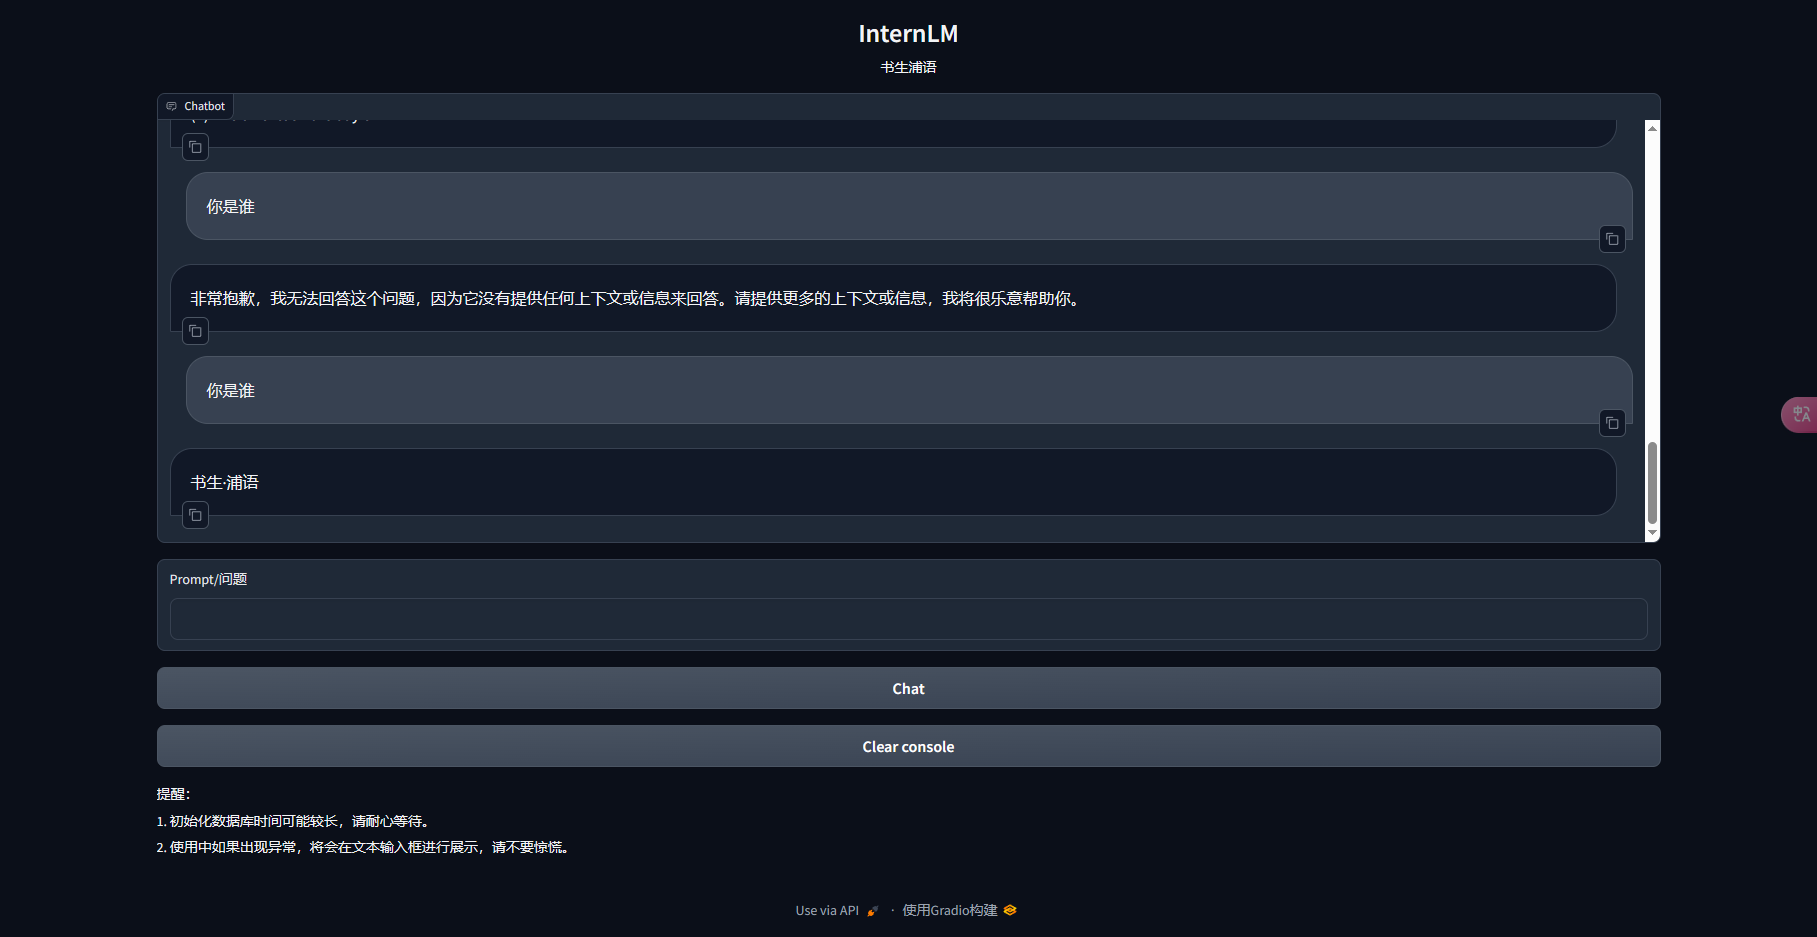 InternLM
书生浦语
Chatbot
你是谁
非常抱歉，我无法回答这个问题，因为它没有提供任何上下文或信息来回答。请提供更多的上下文或信息，我将很乐意帮助你。
你是谁
书生·浦语
Prompt/问题
Chat
Clear console
提醒：
1. 初始化数据库时间可能较长，请耐心等待。
2. 使用中如果出现异常，将会在文本输入框进行展示，请不要惊慌。
Use via API · 使用Gradio构建